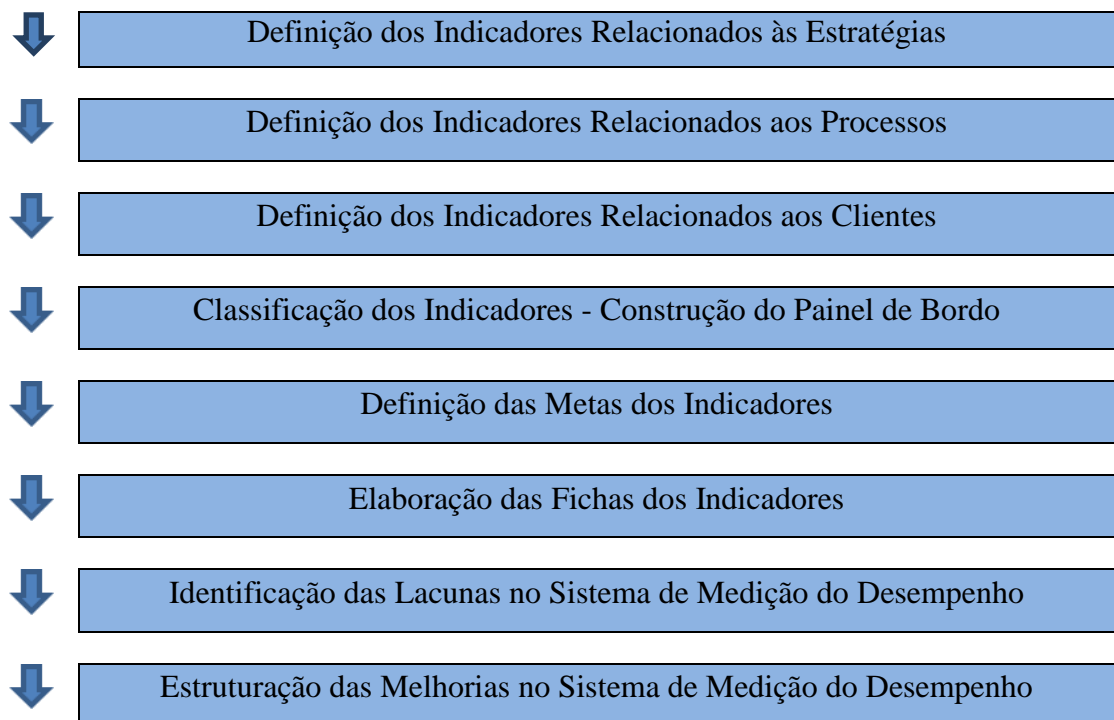 Definição dos Indicadores Relacionados às Estratégias
Definição dos Indicadores Relacionados aos Processos
Definição dos Indicadores Relacionados aos Clientes
Classificação dos Indicadores - Construção do Painel de Bordo
Definição das Metas dos Indicadores
Elaboração das Fichas dos Indicadores
Identificação das Lacunas no Sistema de Medição do Desempenho
Estruturação das Melhorias no Sistema de Medição do Desempenho